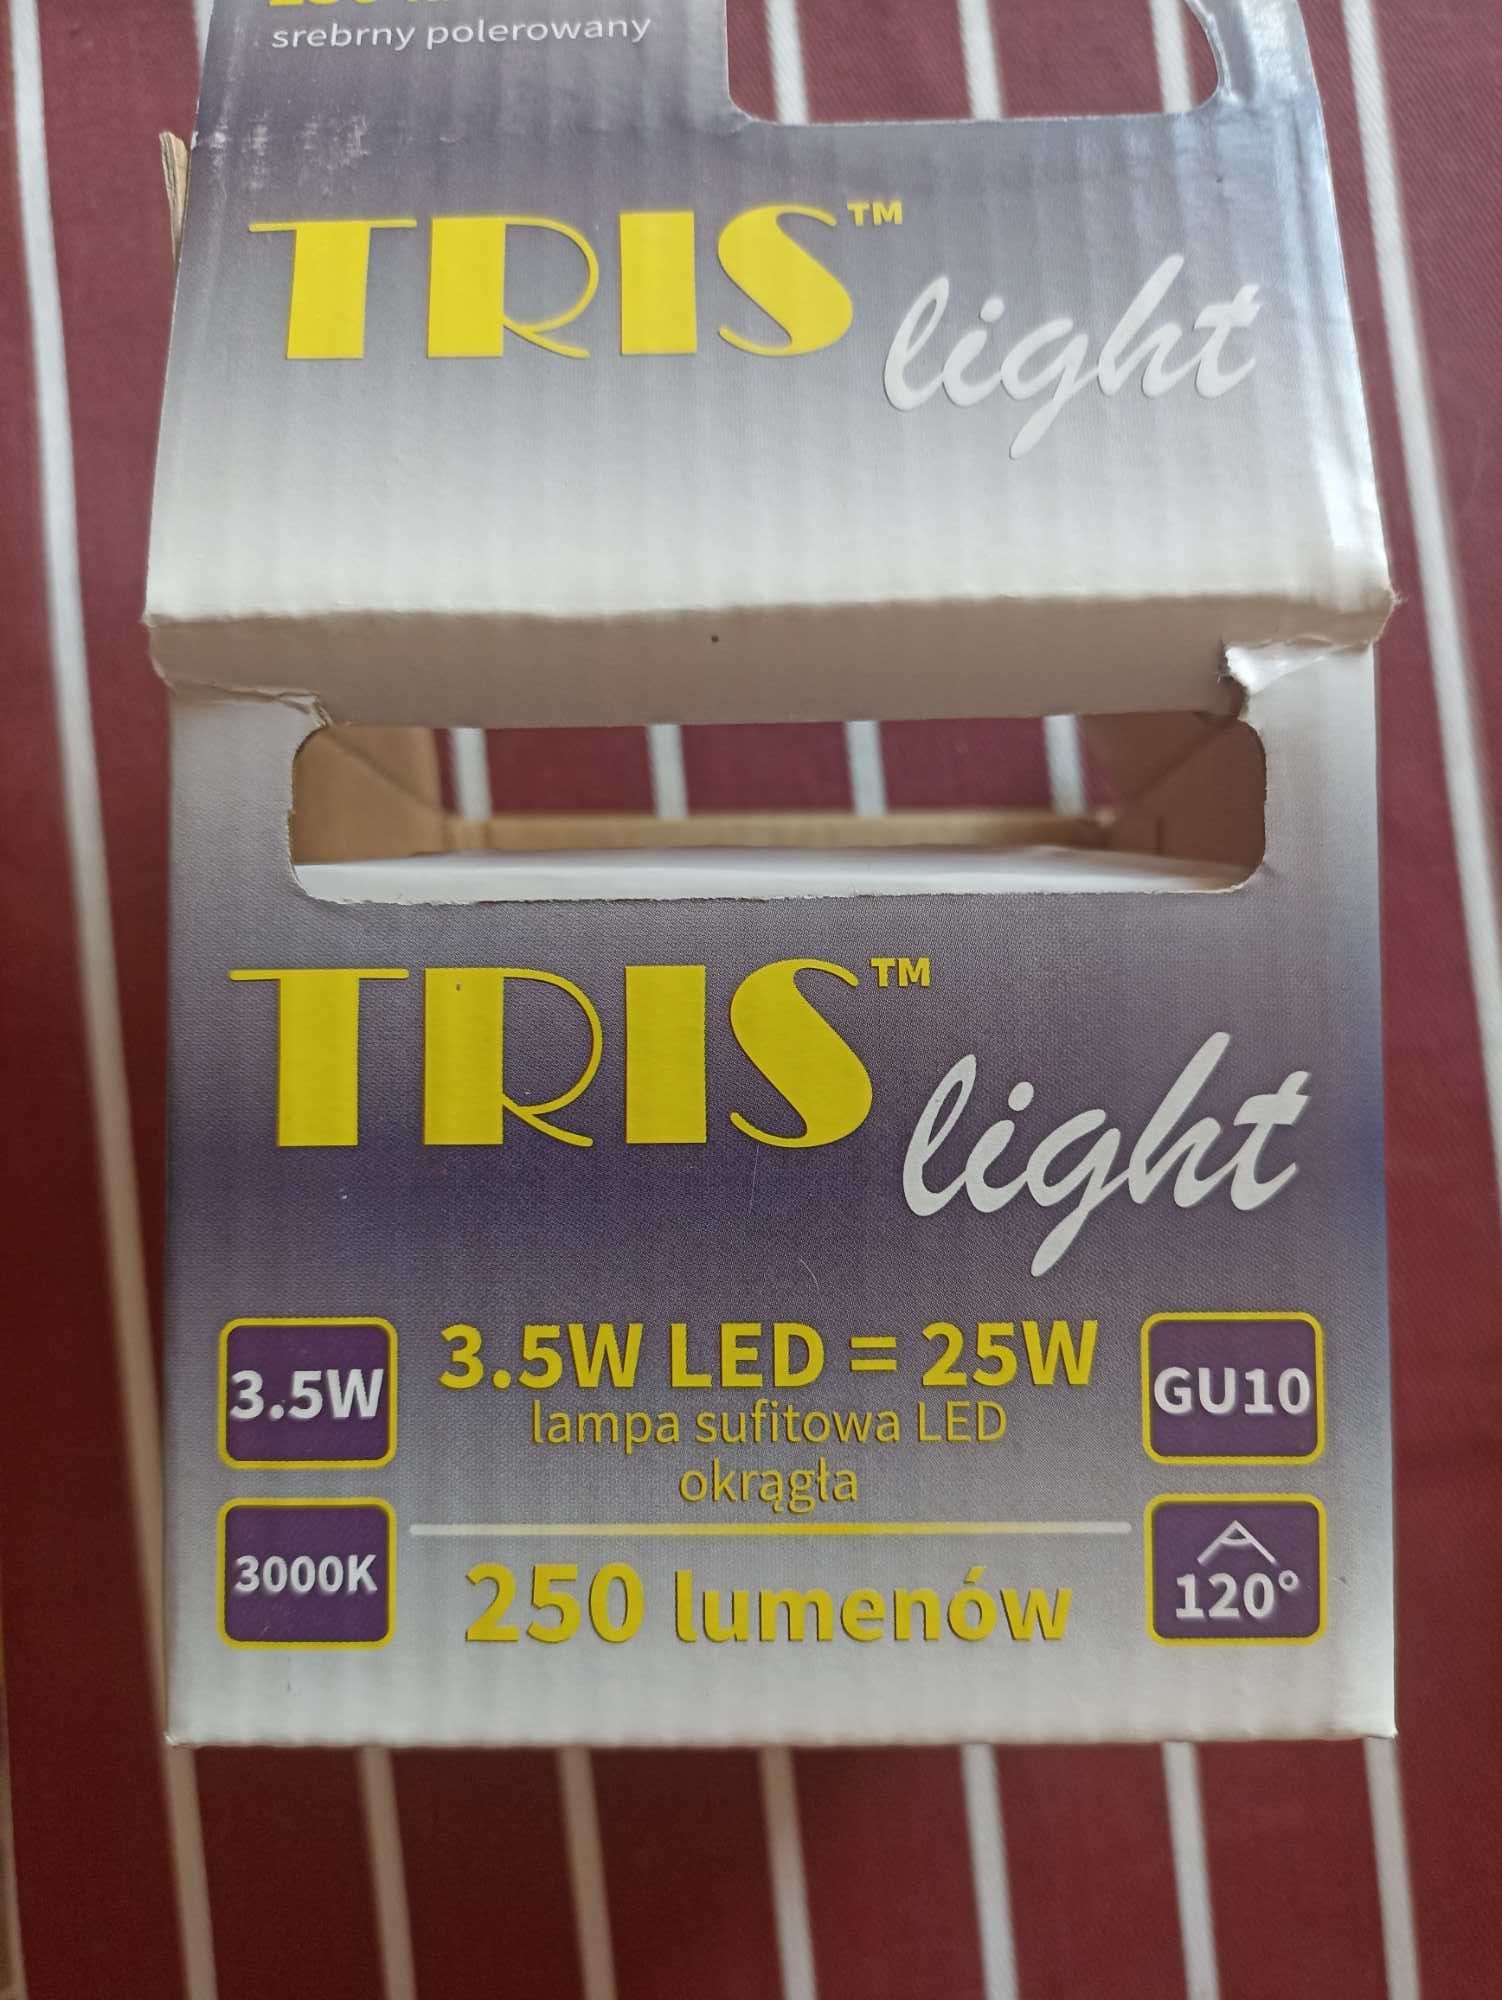 srebrny polerowany
TRIS™ light
TRIS™ light
3.5W
3.5W LED = 25W
GU10
lampa sufitowa LED
okrągła
3000K
250 lumenów
120°